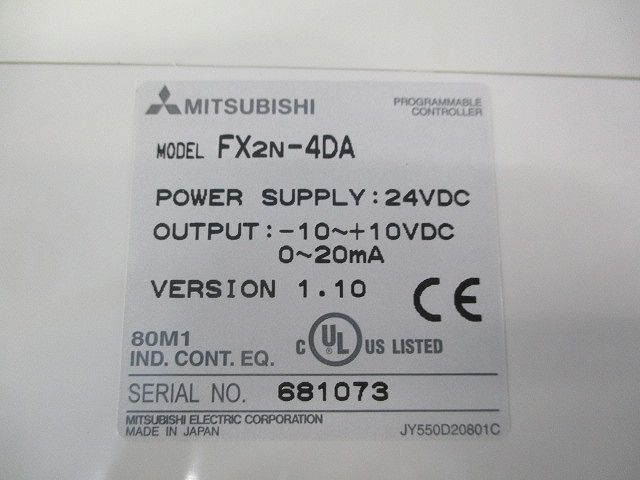 MITSUBISHI
PROGRAMMABLE
CONTROLLER
MODEL FX2N-4DA
POWER SUPPLY:24VDC
OUTPUT:-10~+10VDC
0~20mA
VERSION 1.10
CE
80M1
IND. CONT. EQ.
C UL US LISTED
SERIAL NO. 681073
MITSUBISHI ELECTRIC CORPORATION
MADE IN JAPAN
JY550D20801C